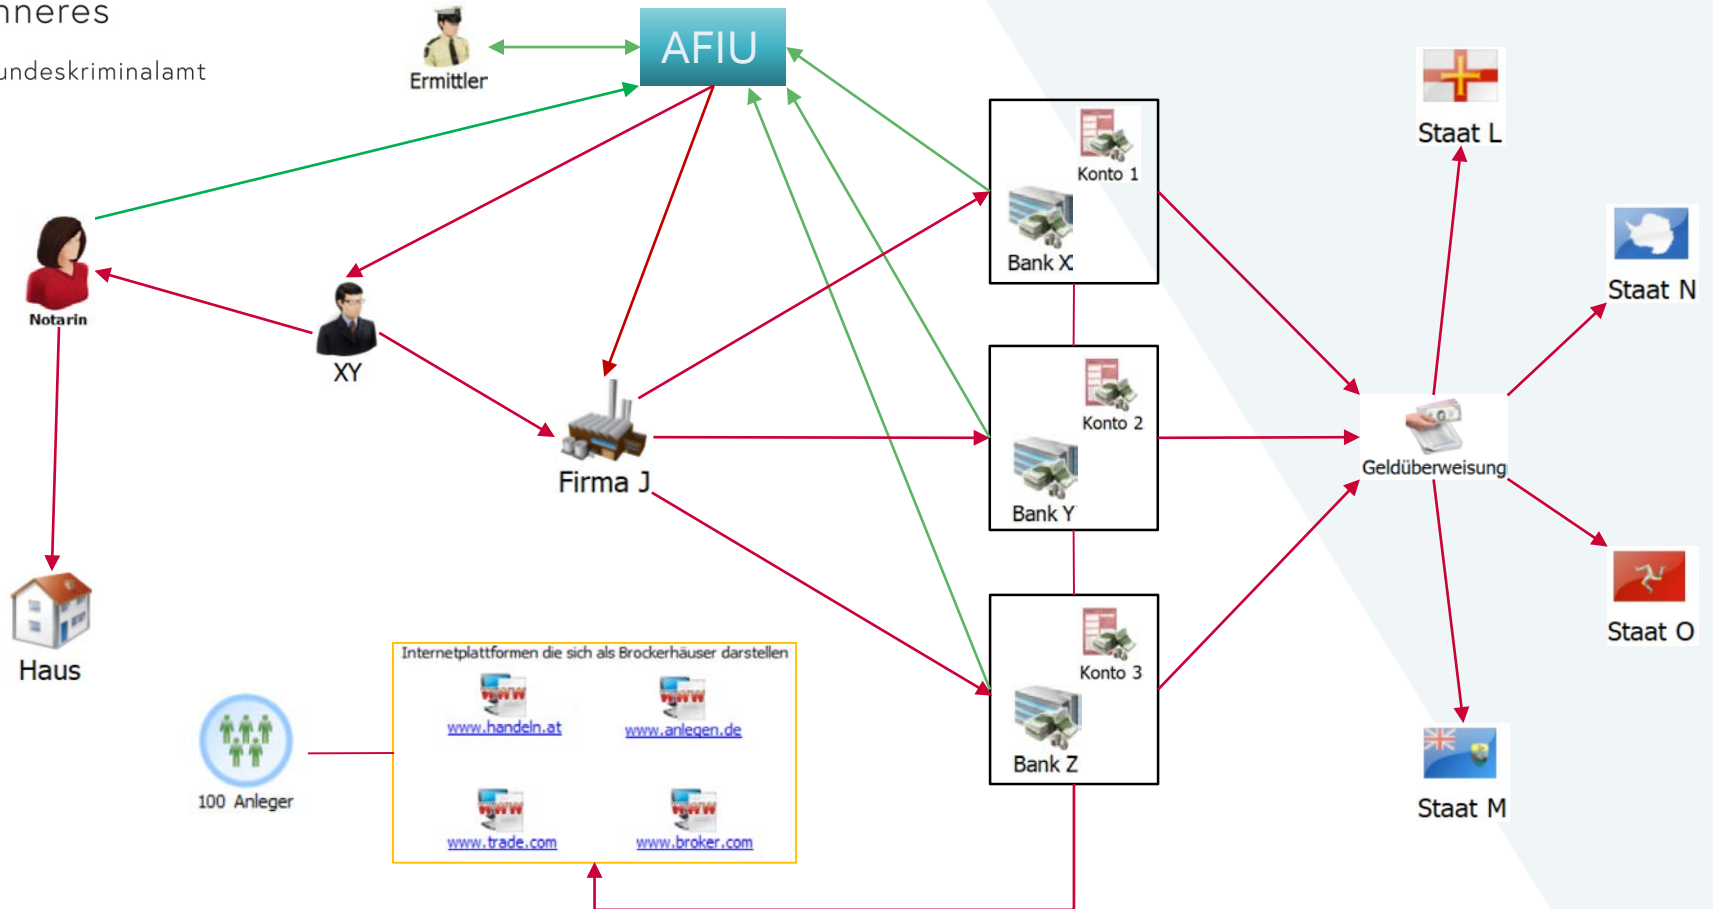 nneres
undeskriminalamt
Ermittler
AFIU
Konto 1
Bank X
Staat L
Staat N
Notarin
XY
Konto 2
Bank Y
Geldüberweisung
Firma J
Staat O
Haus
Internetplattformen die sich als Brockerhäuser darstellen
www.handeln.at
www.anlegen.de
www.trade.com
www.broker.com
100 Anleger
Konto 3
Bank Z
Staat M